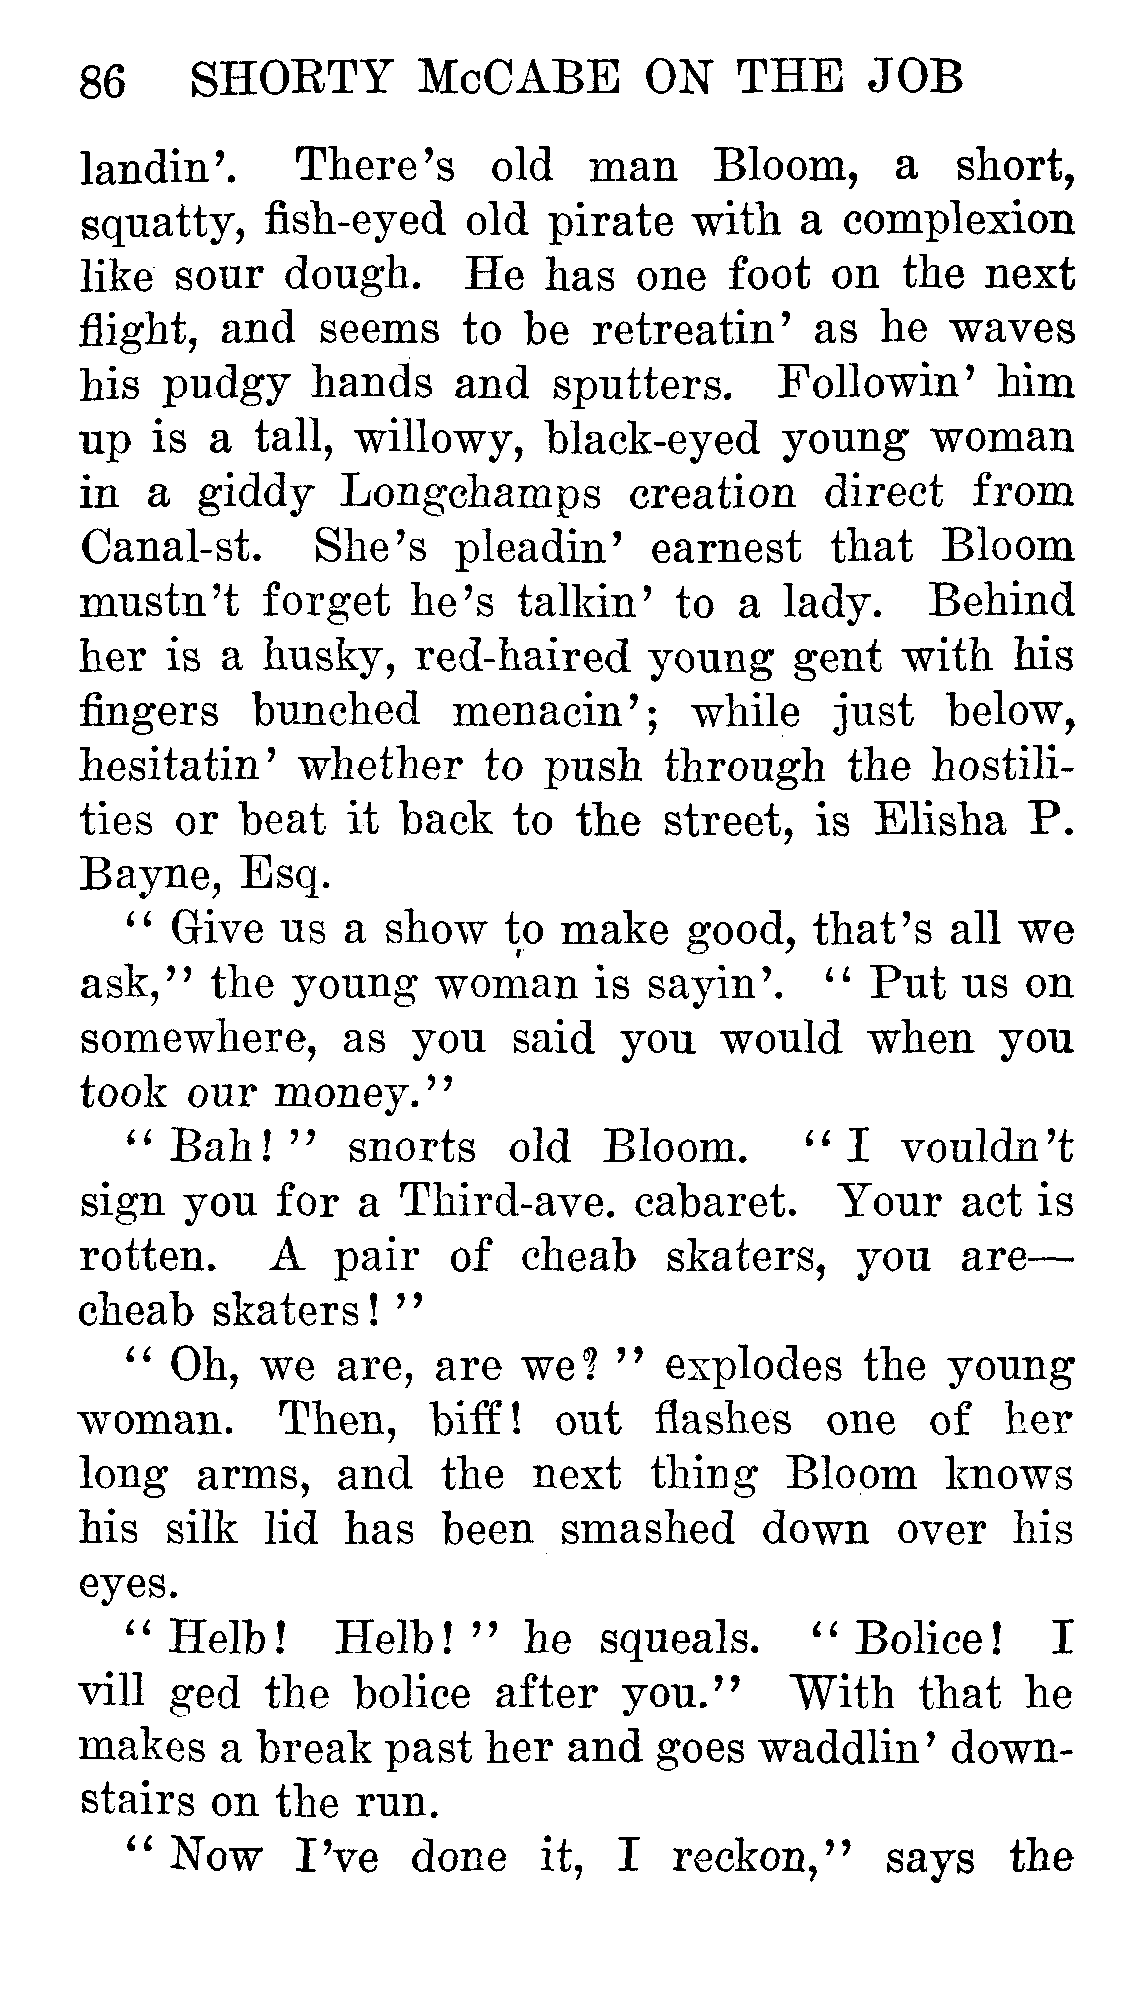 86 SHORTY McCABE ON THE JOB
landin'. There's old man Bloom, a short,
squatty, fish-eyed old pirate with a complexion
like sour dough. He has one foot on the next
flight, and seems to be retreatin' as he waves
his pudgy hands and sputters. Followin' him
up is a tall, willowy, black-eyed young woman
in a giddy Longchamps creation direct from
Canal-st. She's pleadin' earnest that Bloom
mustn't forget he's talkin' to a lady. Behind
her is a husky, red-haired young gent with his
fingers bunched menacin'; while just below,
hesitatin' whether to push through the hostili-
ties or beat it back to the street, is Elisha P.
Bayne, Esq.
"Give us a show to make good, that's all we
ask," the young woman is sayin'. "Put us on
somewhere, as you said you would when you
took our money."
"Bah!" snorts old Bloom. "I vouldn't
sign you for a Third-ave. cabaret. Your act is
rotten. A pair of cheab skaters, you are—
cheab skaters!"
"Oh, we are, are we?" explodes the young
woman. Then, biff! out flashes one of her
long arms, and the next thing Bloom knows
his silk lid has been smashed down over his
eyes.
"Helb! Helb!" he squeals. "Bolice! I
vill ged the bolice after you." With that he
makes a break past her and goes waddlin' down-
stairs on the run.
"Now I've done it, I reckon," says the